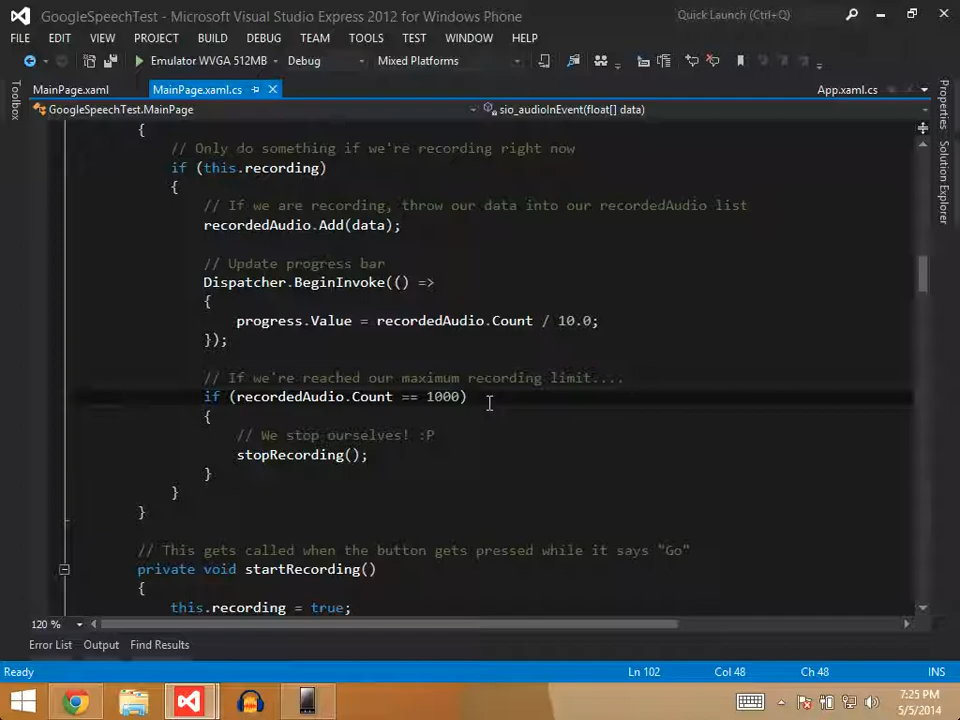 GoogleSpeechTest - Microsoft Visual Studio Express 2012 for Windows Phone
Quick Launch (Ctrl+Q)
FILE EDIT VIEW PROJECT BUILD DEBUG TEAM TOOLS TEST WINDOW HELP
Emulator WVGA 512MB Debug Mixed Platforms
MainPage.xaml MainPage.xaml.cs App.xaml.cs
GoogleSpeechTest.MainPage sio_audioInEvent(float[] data)
Toolbox
Properties
Solution Explorer
{
// Only do something if we're recording right now
if (this.recording)
{
// If we are recording, throw our data into our recordedAudio list
recordedAudio.Add(data);
// Update progress bar
Dispatcher.BeginInvoke(() =>
{
progress.Value = recordedAudio.Count / 10.0;
});
// If we're reached our maximum recording limit....
if (recordedAudio.Count == 1000)
{
// We stop ourselves! :P
stopRecording();
}
}
}
// This gets called when the button gets pressed while it says "Go"
private void startRecording()
{
this.recording = true;
120 %
Error List Output Find Results
Ready Ln 102 Col 48 Ch 48 INS
7:25 PM
5/5/2014